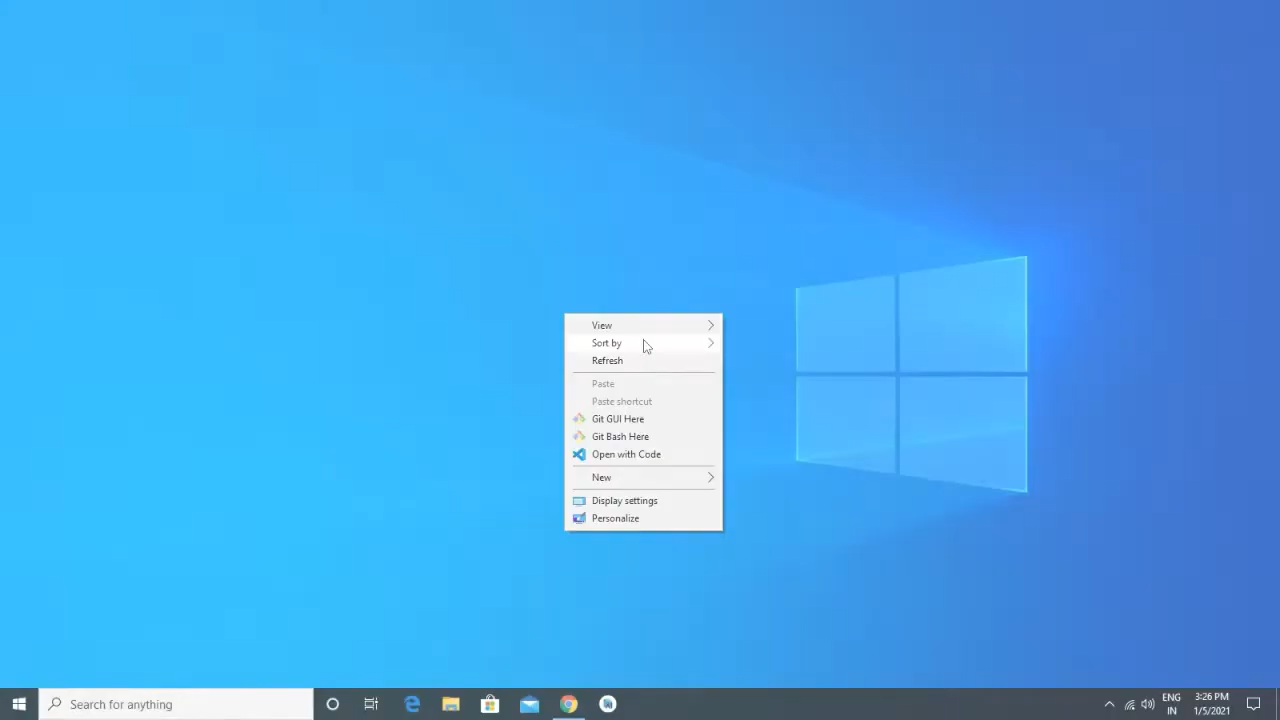 View
Sort by
Refresh
Paste
Paste shortcut
Git GUI Here
Git Bash Here
Open with Code
New
Display settings
Personalize
Search for anything
ENG
IN
3:26 PM
1/5/2021